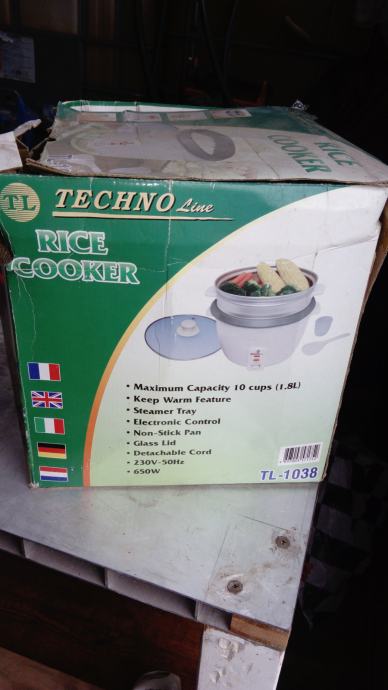 RICE
COOKER
TL TECHNO Line
RICE
COOKER
• Maximum Capacity 10 cups (1.8L)
• Keep Warm Feature
• Steamer Tray
• Electronic Control
• Non-Stick Pan
• Glass Lid
• Detachable Cord
• 230V-50Hz
• 650W
TL-1038